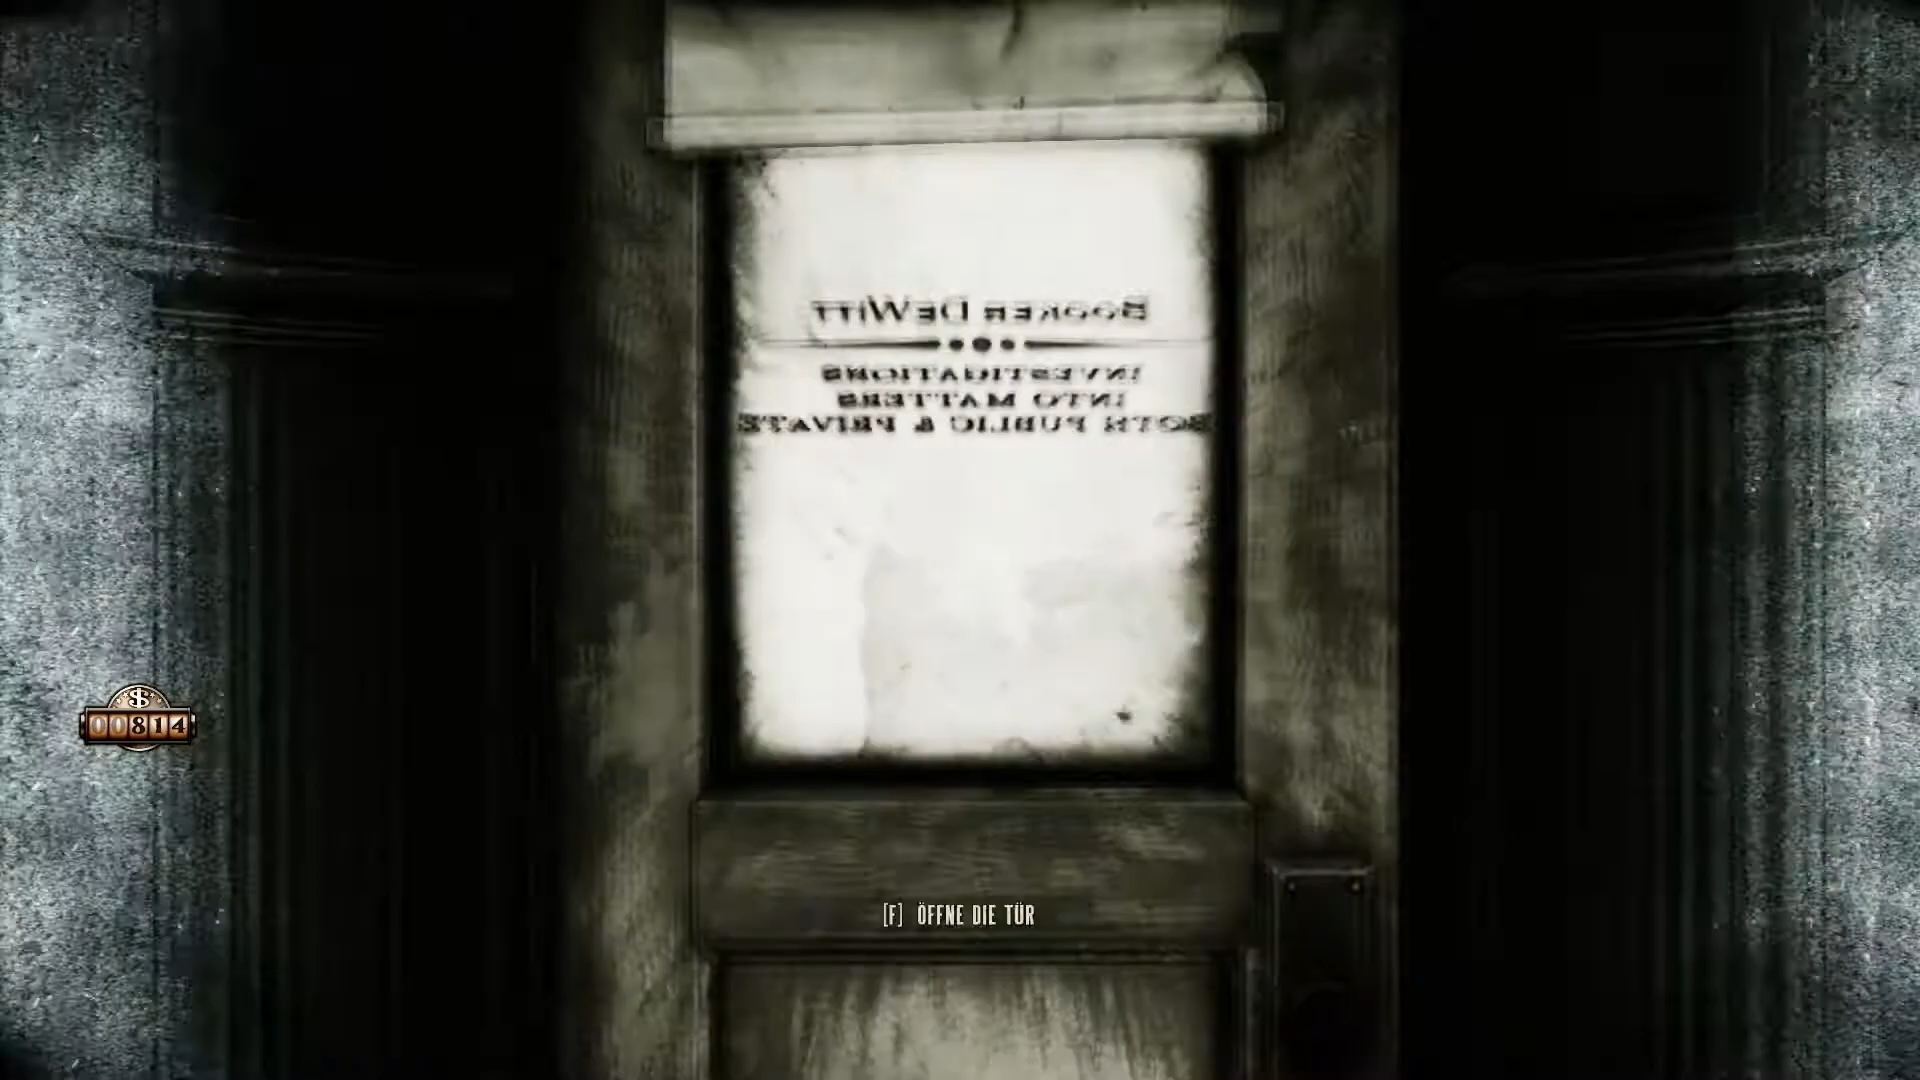 BOOKER DEWITT
INVESTIGATIONS
INTO MATTERS
BOTH PUBLIC & PRIVATE
$
00814
[F] ÖFFNE DIE TÜR